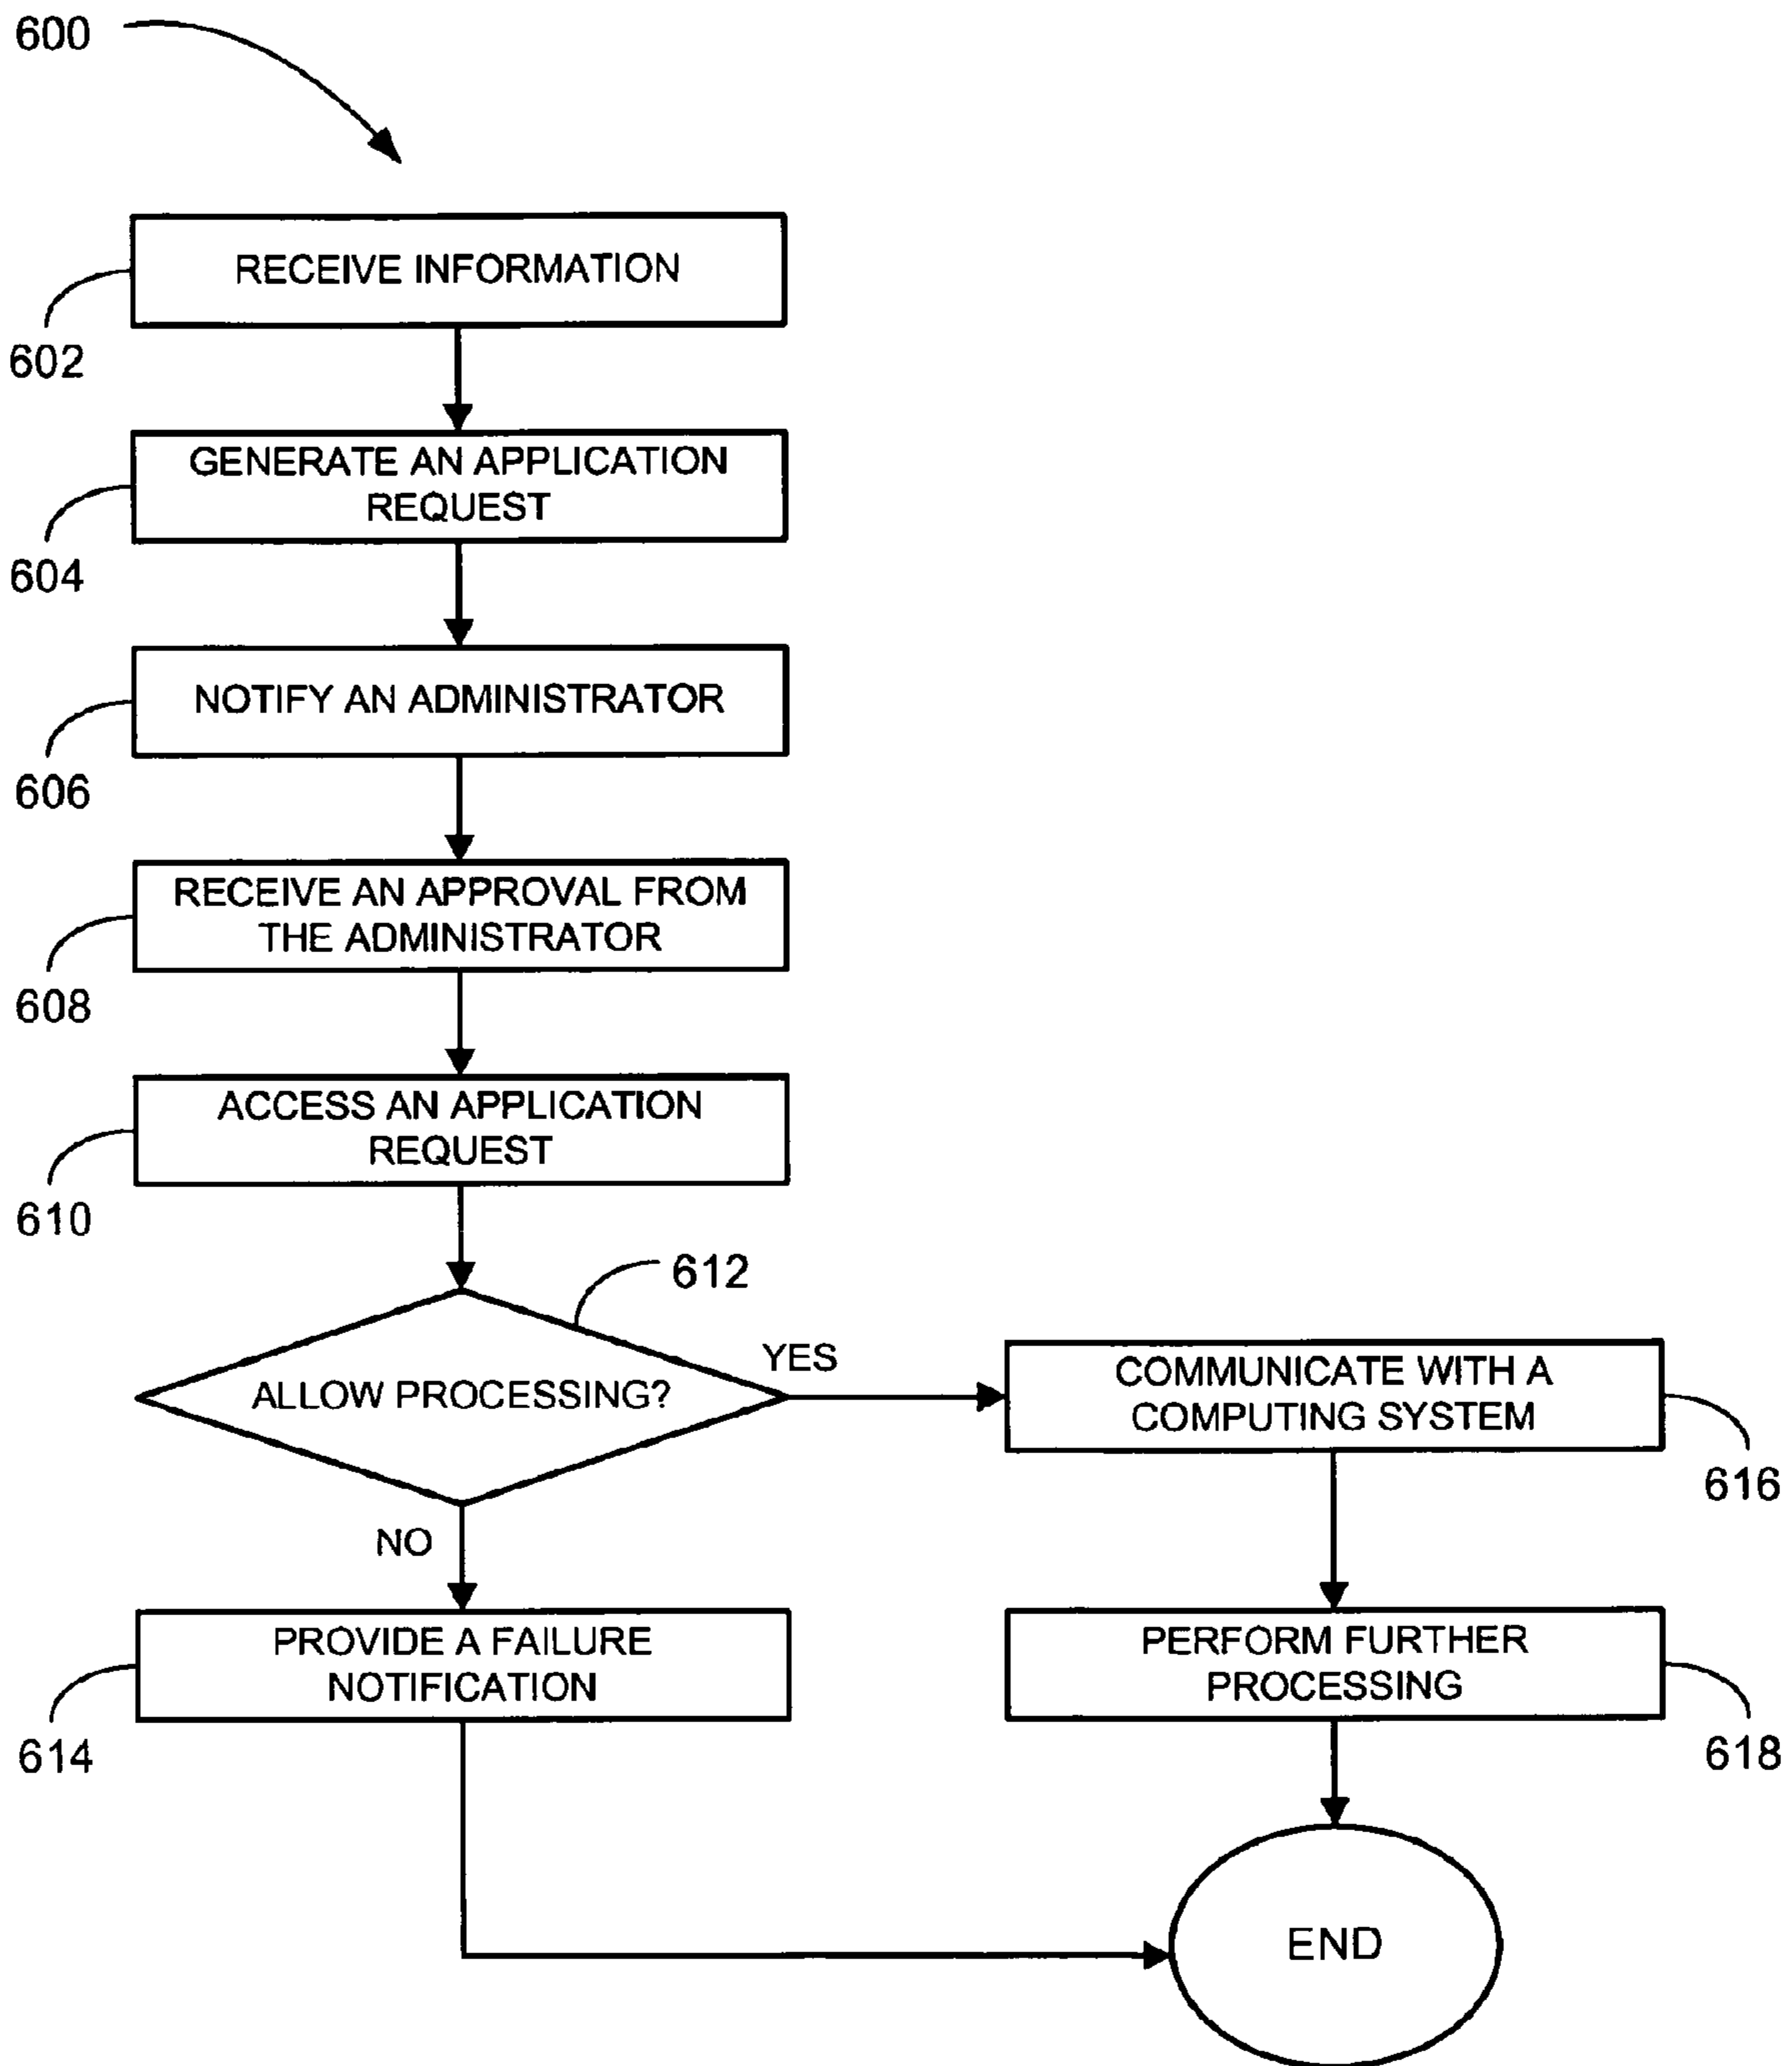 600
RECEIVE INFORMATION
602
GENERATE AN APPLICATION
REQUEST
604
NOTIFY AN ADMINISTRATOR
606
RECEIVE AN APPROVAL FROM
THE ADMINISTRATOR
608
ACCESS AN APPLICATION
REQUEST
610
612
ALLOW PROCESSING?
YES
COMMUNICATE WITH A
COMPUTING SYSTEM
616
NO
PROVIDE A FAILURE
NOTIFICATION
614
PERFORM FURTHER
PROCESSING
618
END